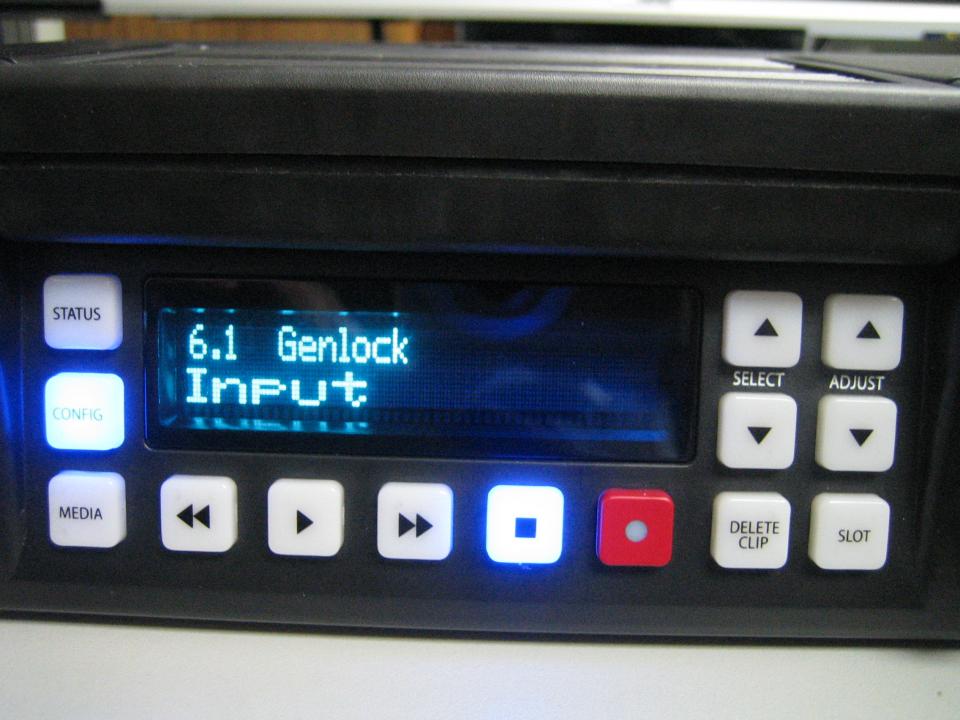 STATUS
6.1 Genlock
Input
SELECT
ADJUST
CONFIG
MEDIA
DELETE
CLIP
SLOT